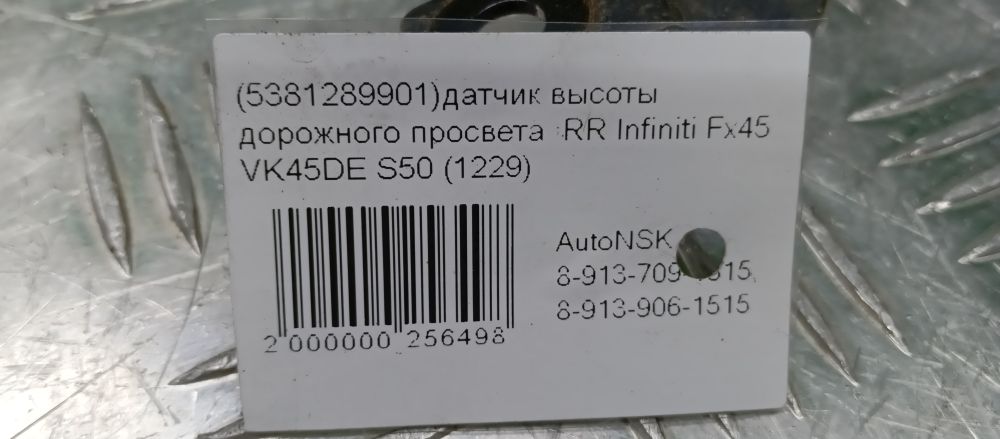 (5381289901)датчик высоты
дорожного просвета RR Infiniti Fx45
VK45DE S50 (1229)
AutoNSK
8-913-709-1515
8-913-906-1515
2 000000 256498